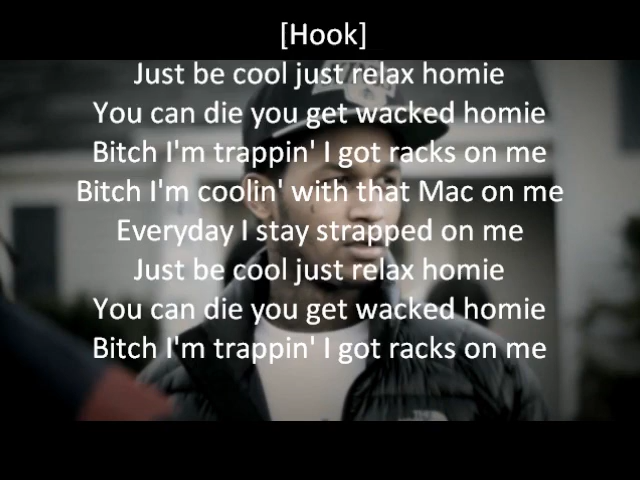 [Hook]
Just be cool just relax homie
You can die you get wacked homie
Bitch I'm trappin' I got racks on me
Bitch I'm coolin' with that Mac on me
Everyday I stay strapped on me
Just be cool just relax homie
You can die you get wacked homie
Bitch I'm trappin' I got racks on me